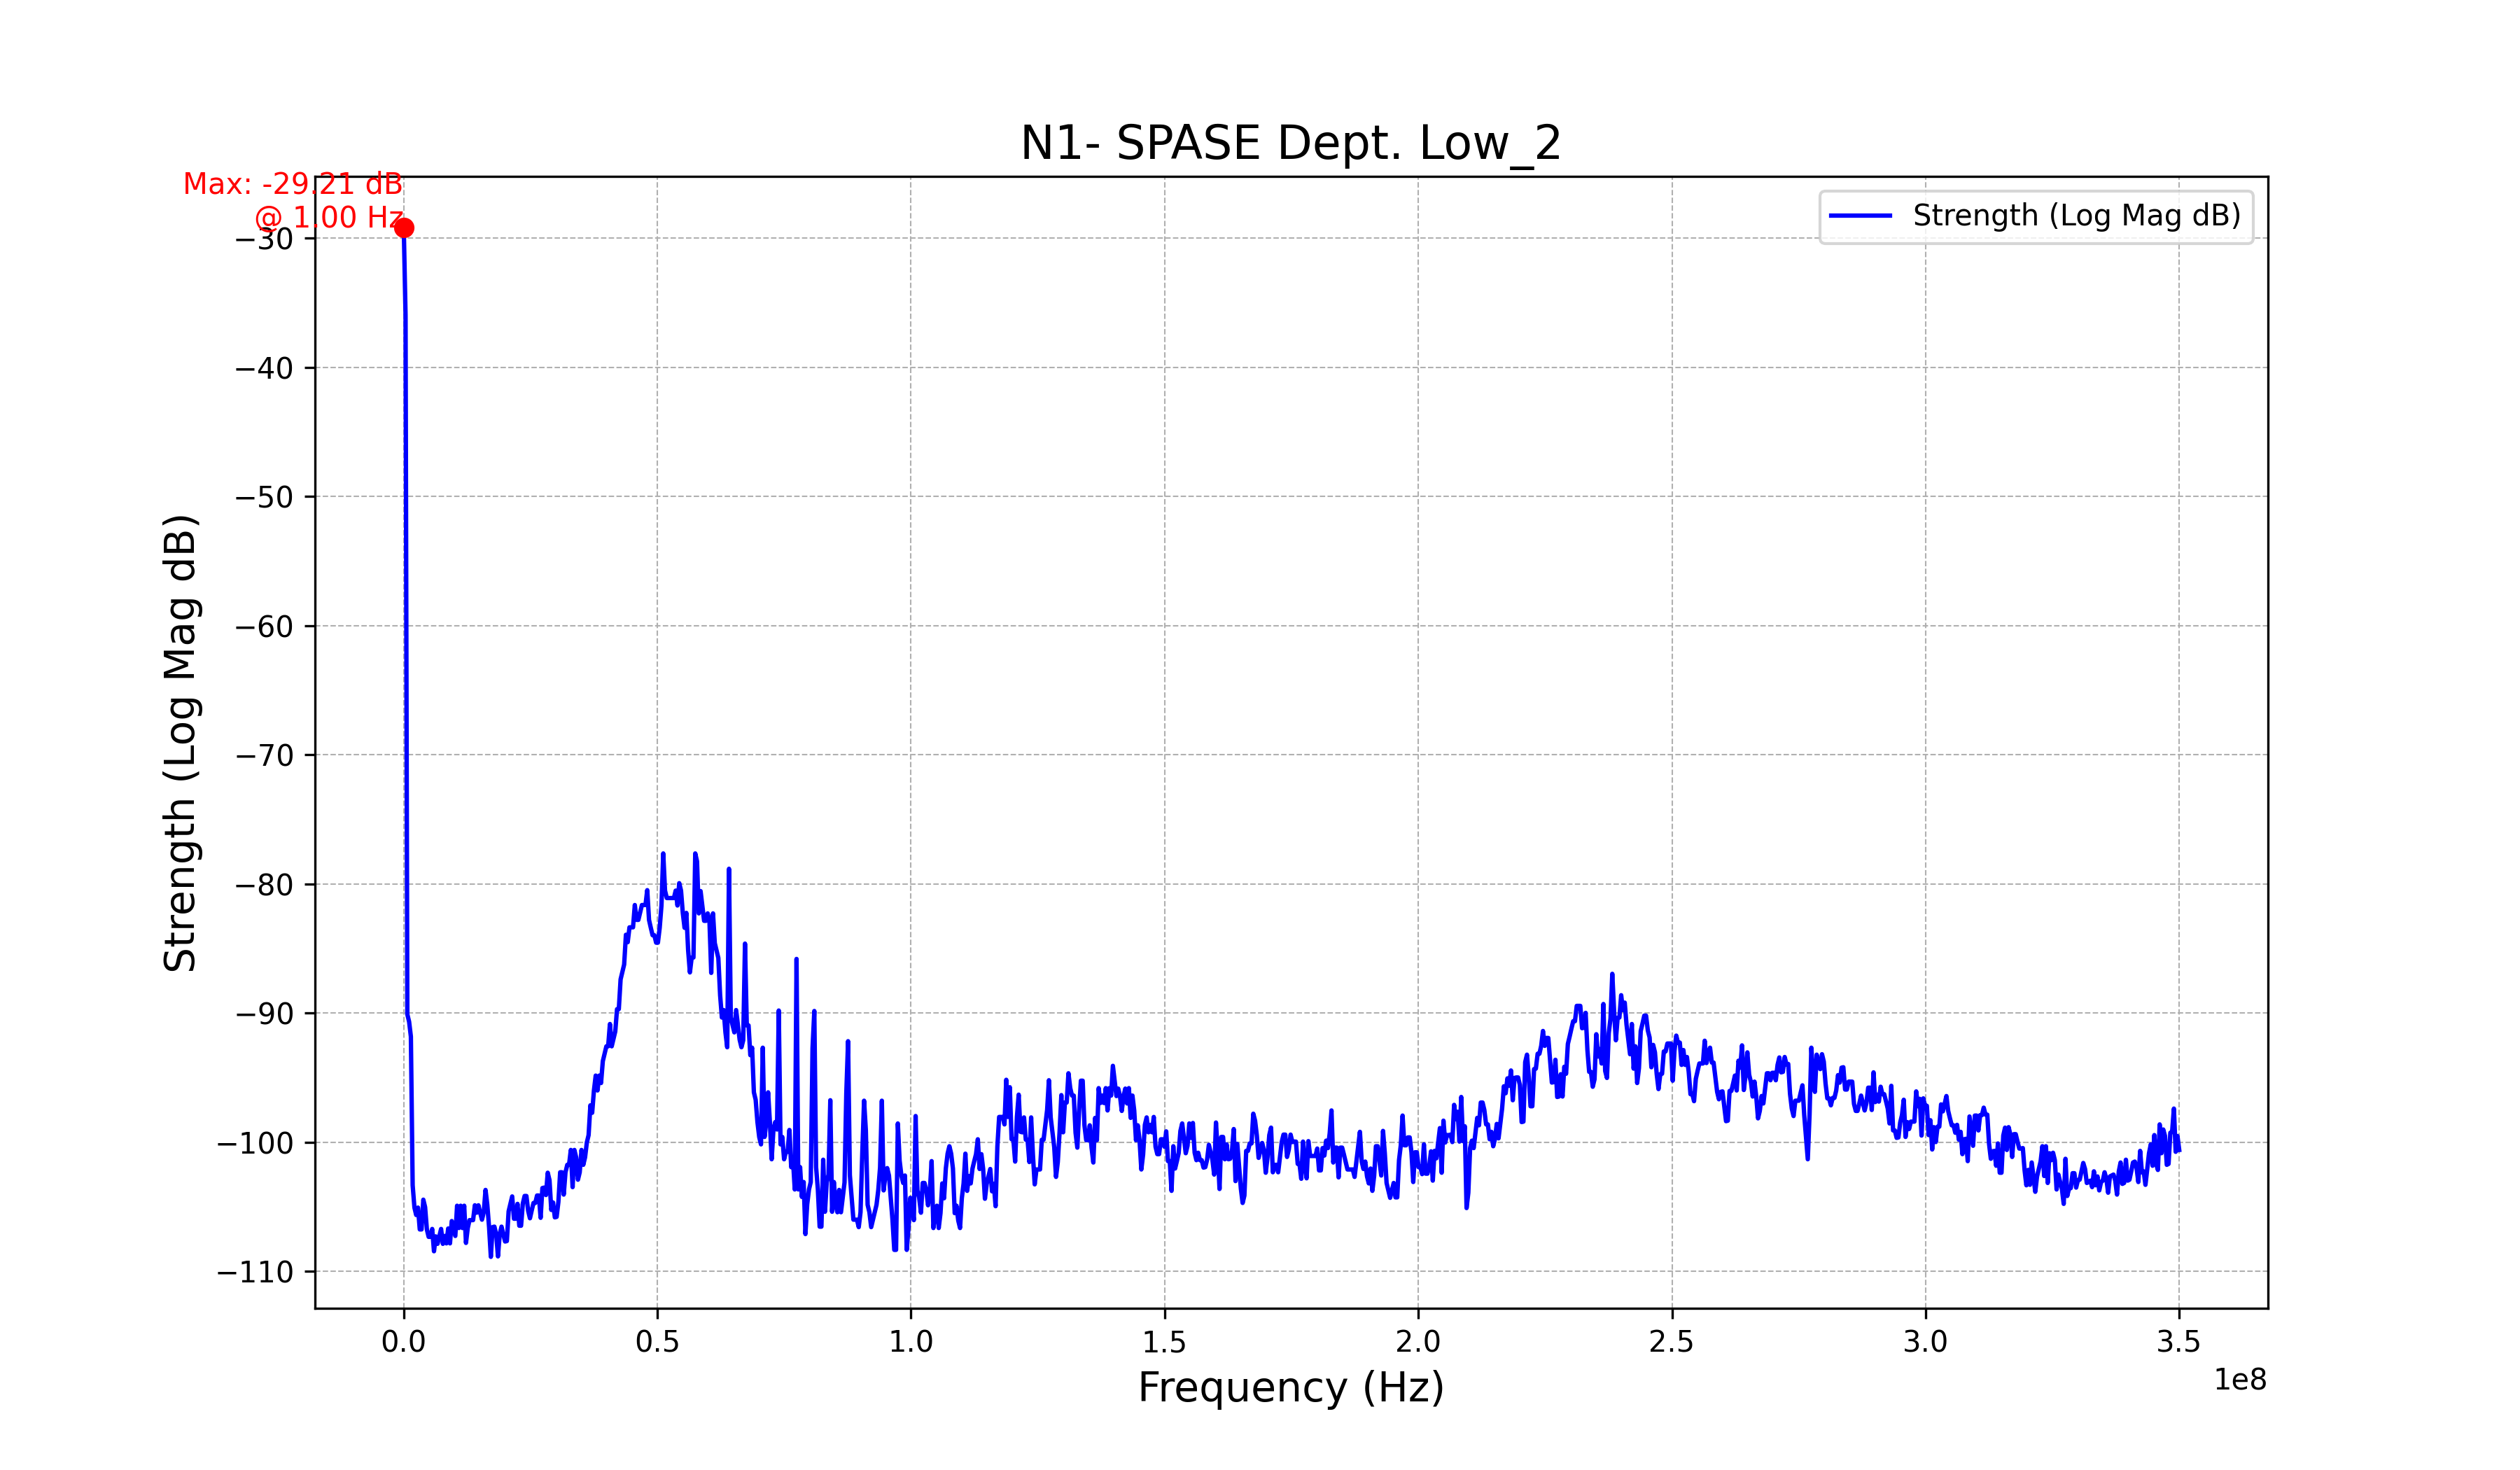 N1- SPASE Dept. Low_2
Max: -29.21 dB
@ 1.00 Hz
Strength (Log Mag dB)
−30
−40
−50
−60
−70
−80
−90
−100
−110
Strength (Log Mag dB)
0.0 0.5 1.0 1.5 2.0 2.5 3.0 3.5
1e8
Frequency (Hz)